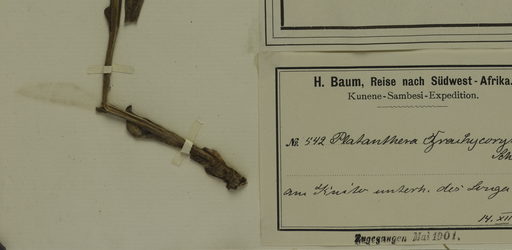 H. Baum, Reise nach Südwest-Afrika.
Kunene-Sambesi-Expedition.
№ 542 Platanthera
am Kuito unterh. des Longa
14. XII
Zugegangen Mai 1901.